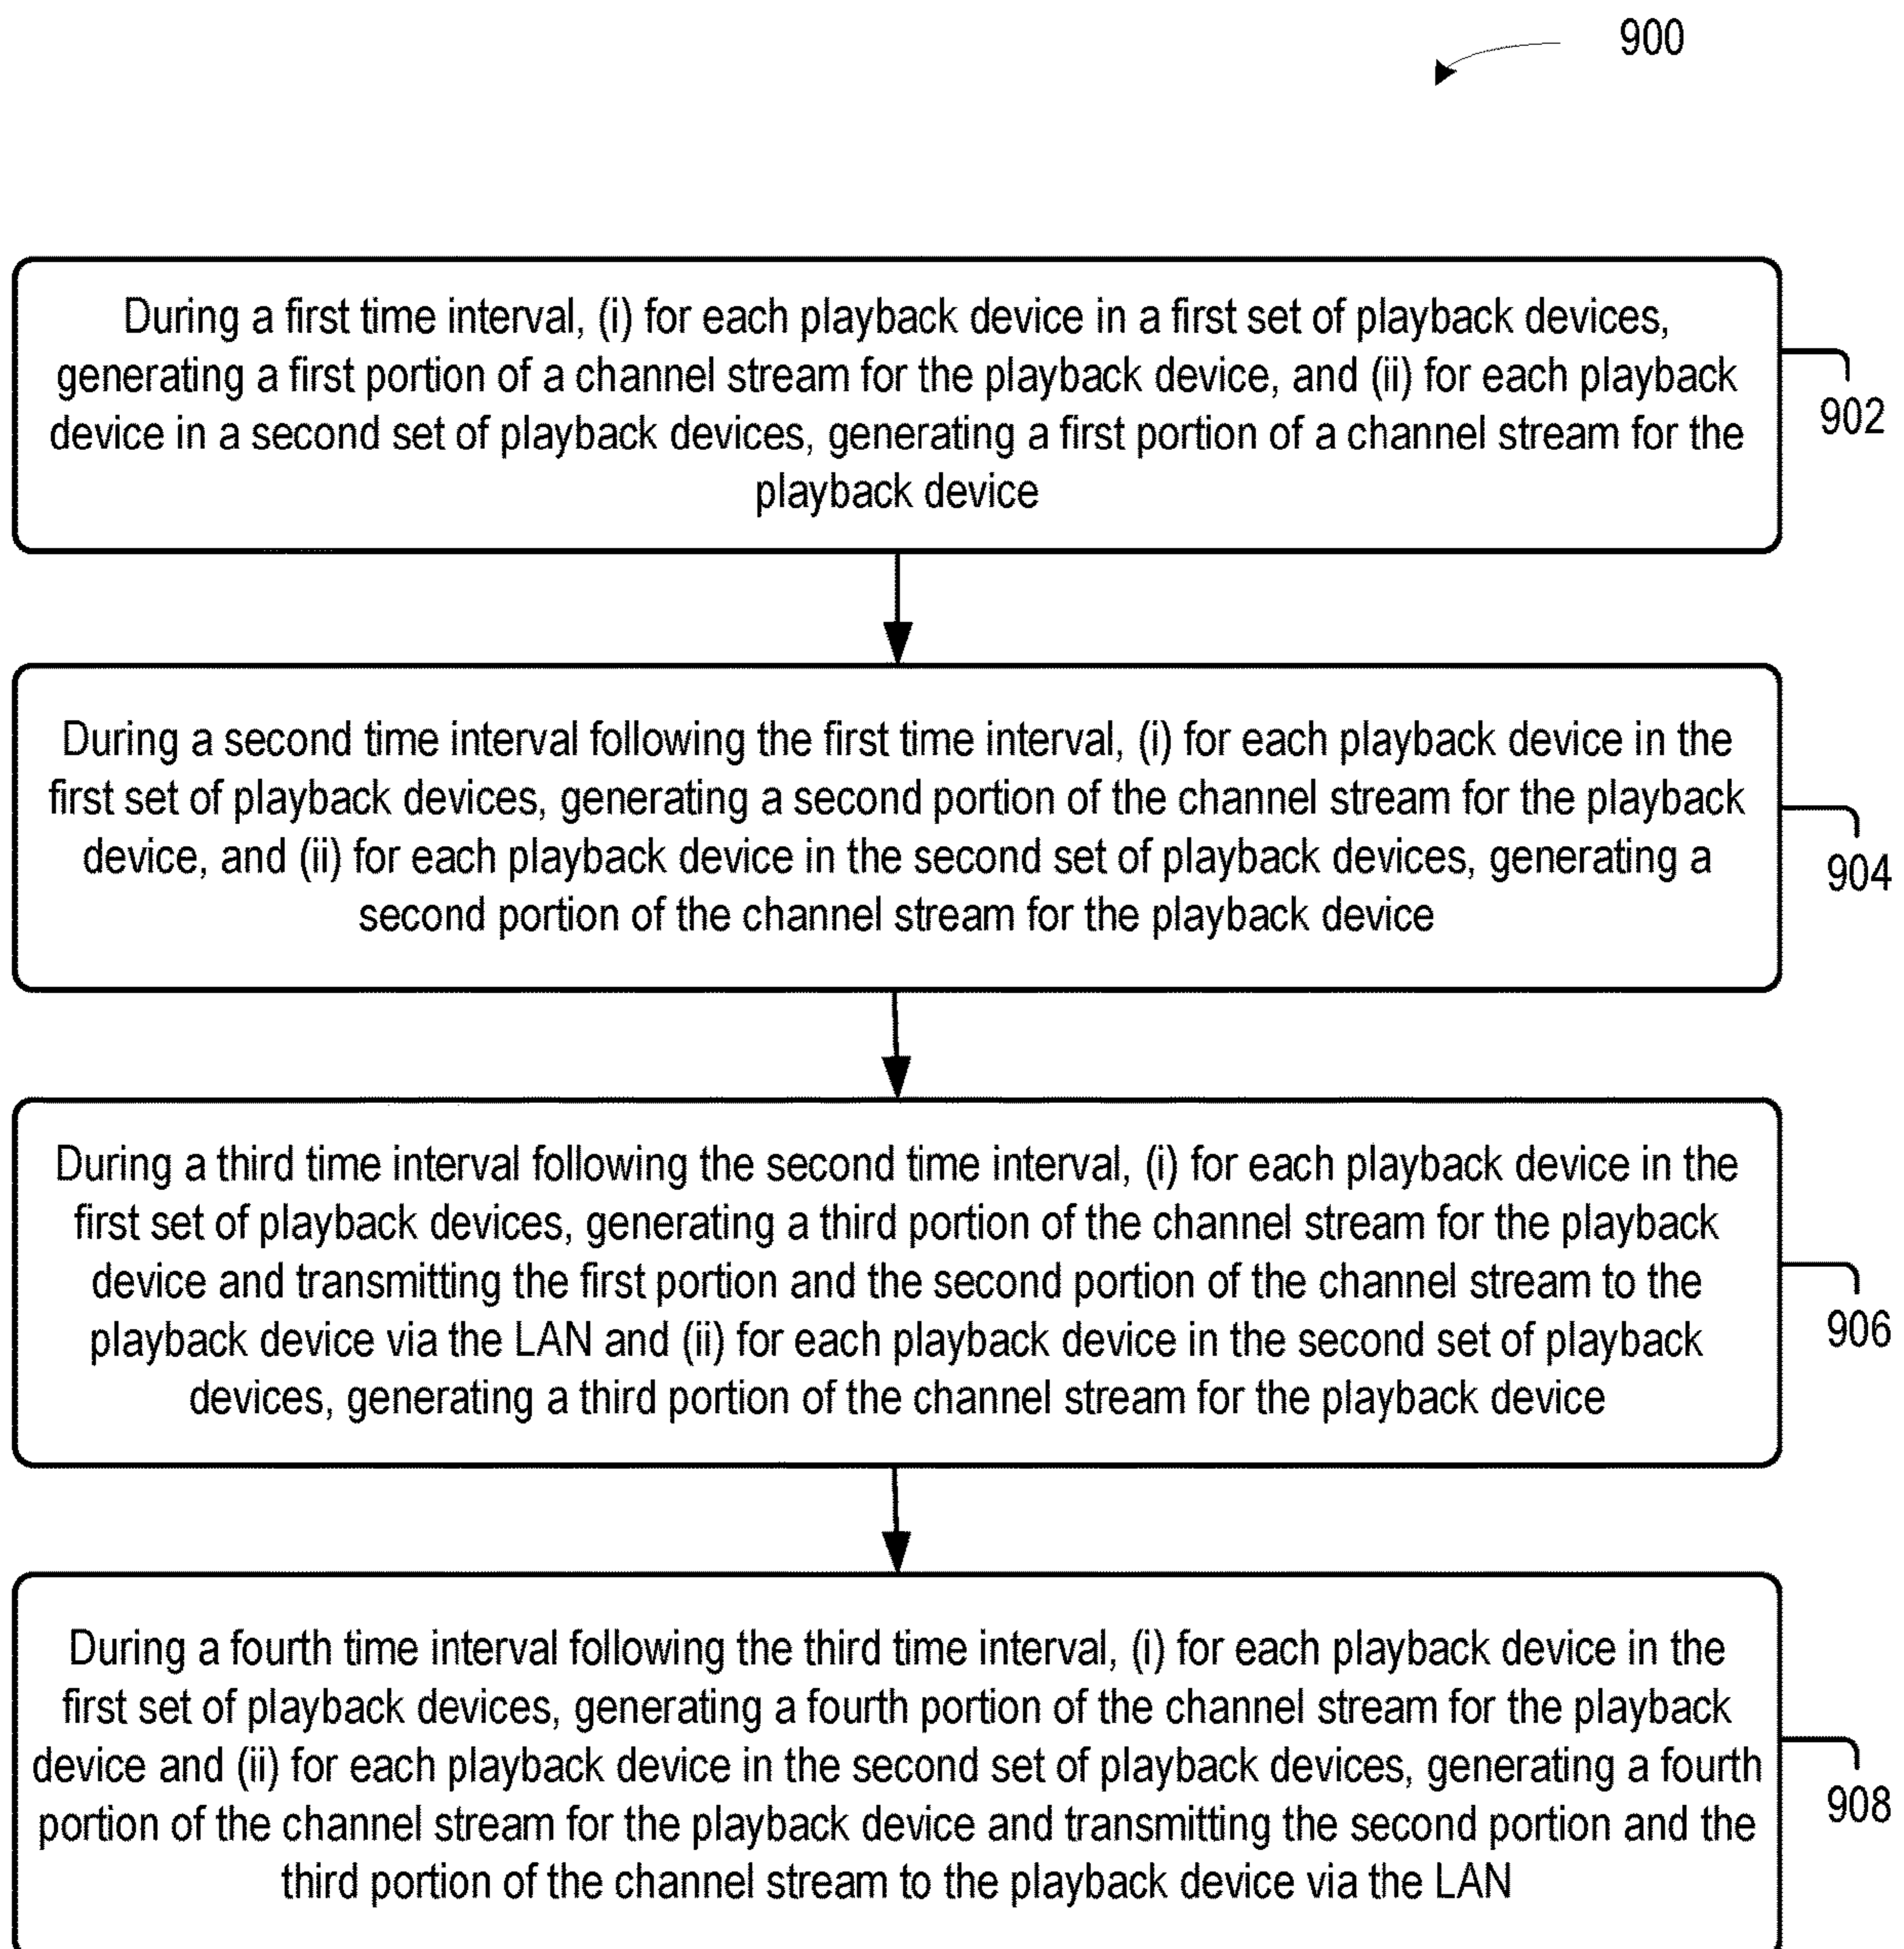 900
During a first time interval, (i) for each playback device in a first set of playback devices,
generating a first portion of a channel stream for the playback device, and (ii) for each playback
device in a second set of playback devices, generating a first portion of a channel stream for the
playback device
902
During a second time interval following the first time interval, (i) for each playback device in the
first set of playback devices, generating a second portion of the channel stream for the playback
device, and (ii) for each playback device in the second set of playback devices, generating a
second portion of the channel stream for the playback device
904
During a third time interval following the second time interval, (i) for each playback device in the
first set of playback devices, generating a third portion of the channel stream for the playback
device and transmitting the first portion and the second portion of the channel stream to the
playback device via the LAN and (ii) for each playback device in the second set of playback
devices, generating a third portion of the channel stream for the playback device
906
During a fourth time interval following the third time interval, (i) for each playback device in the
first set of playback devices, generating a fourth portion of the channel stream for the playback
device and (ii) for each playback device in the second set of playback devices, generating a fourth
portion of the channel stream for the playback device and transmitting the second portion and the
third portion of the channel stream to the playback device via the LAN
908